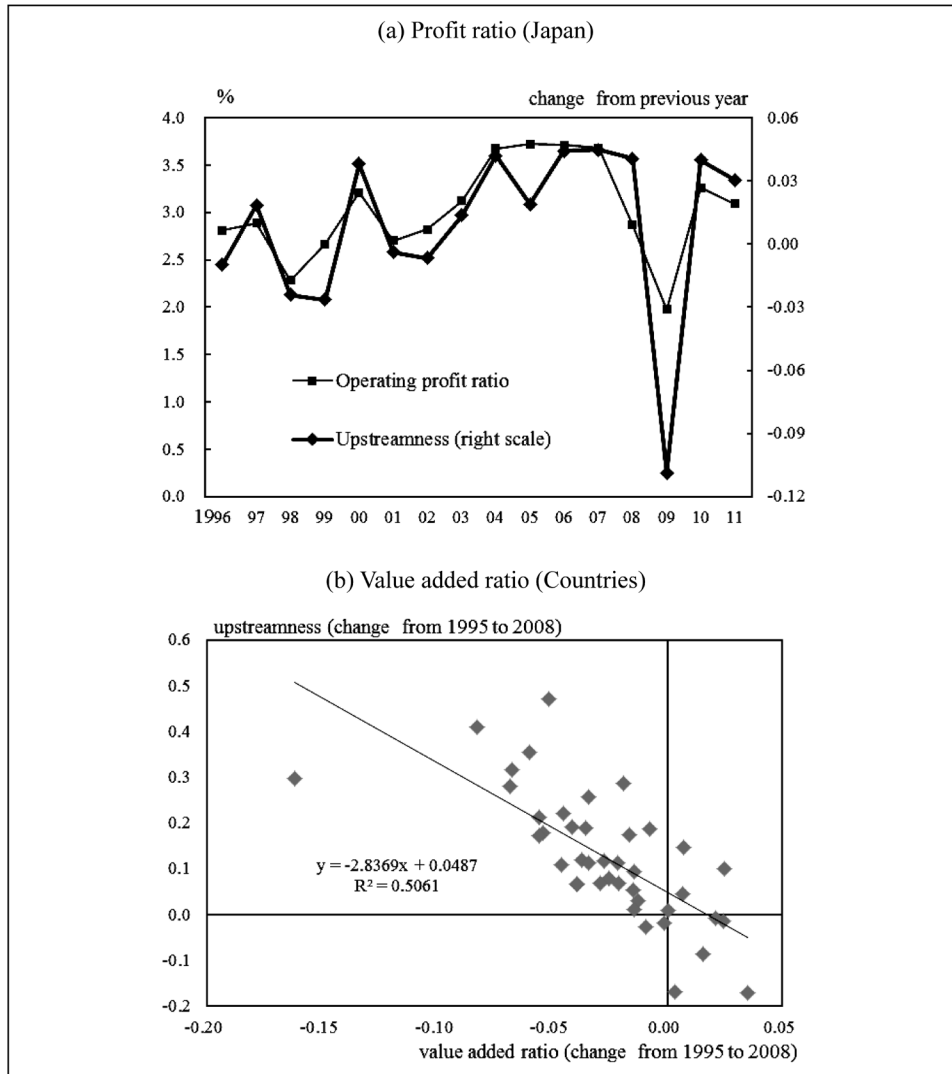 (a) Profit ratio (Japan)
% change from previous year
4.0 0.06
3.5 0.03
3.0 0.00
2.5 -0.03
2.0 -0.06
1.5 -0.09
1.0 -0.12
0.5
0.0
Operating profit ratio
Upstreamness (right scale)
1996 97 98 99 00 01 02 03 04 05 06 07 08 09 10 11
(b) Value added ratio (Countries)
upstreamness (change from 1995 to 2008)
0.6
0.5
0.4
0.3
0.2
0.1
0.0
-0.1
-0.2
y = -2.8369x + 0.0487
R² = 0.5061
-0.20 -0.15 -0.10 -0.05 0.00 0.05
value added ratio (change from 1995 to 2008)